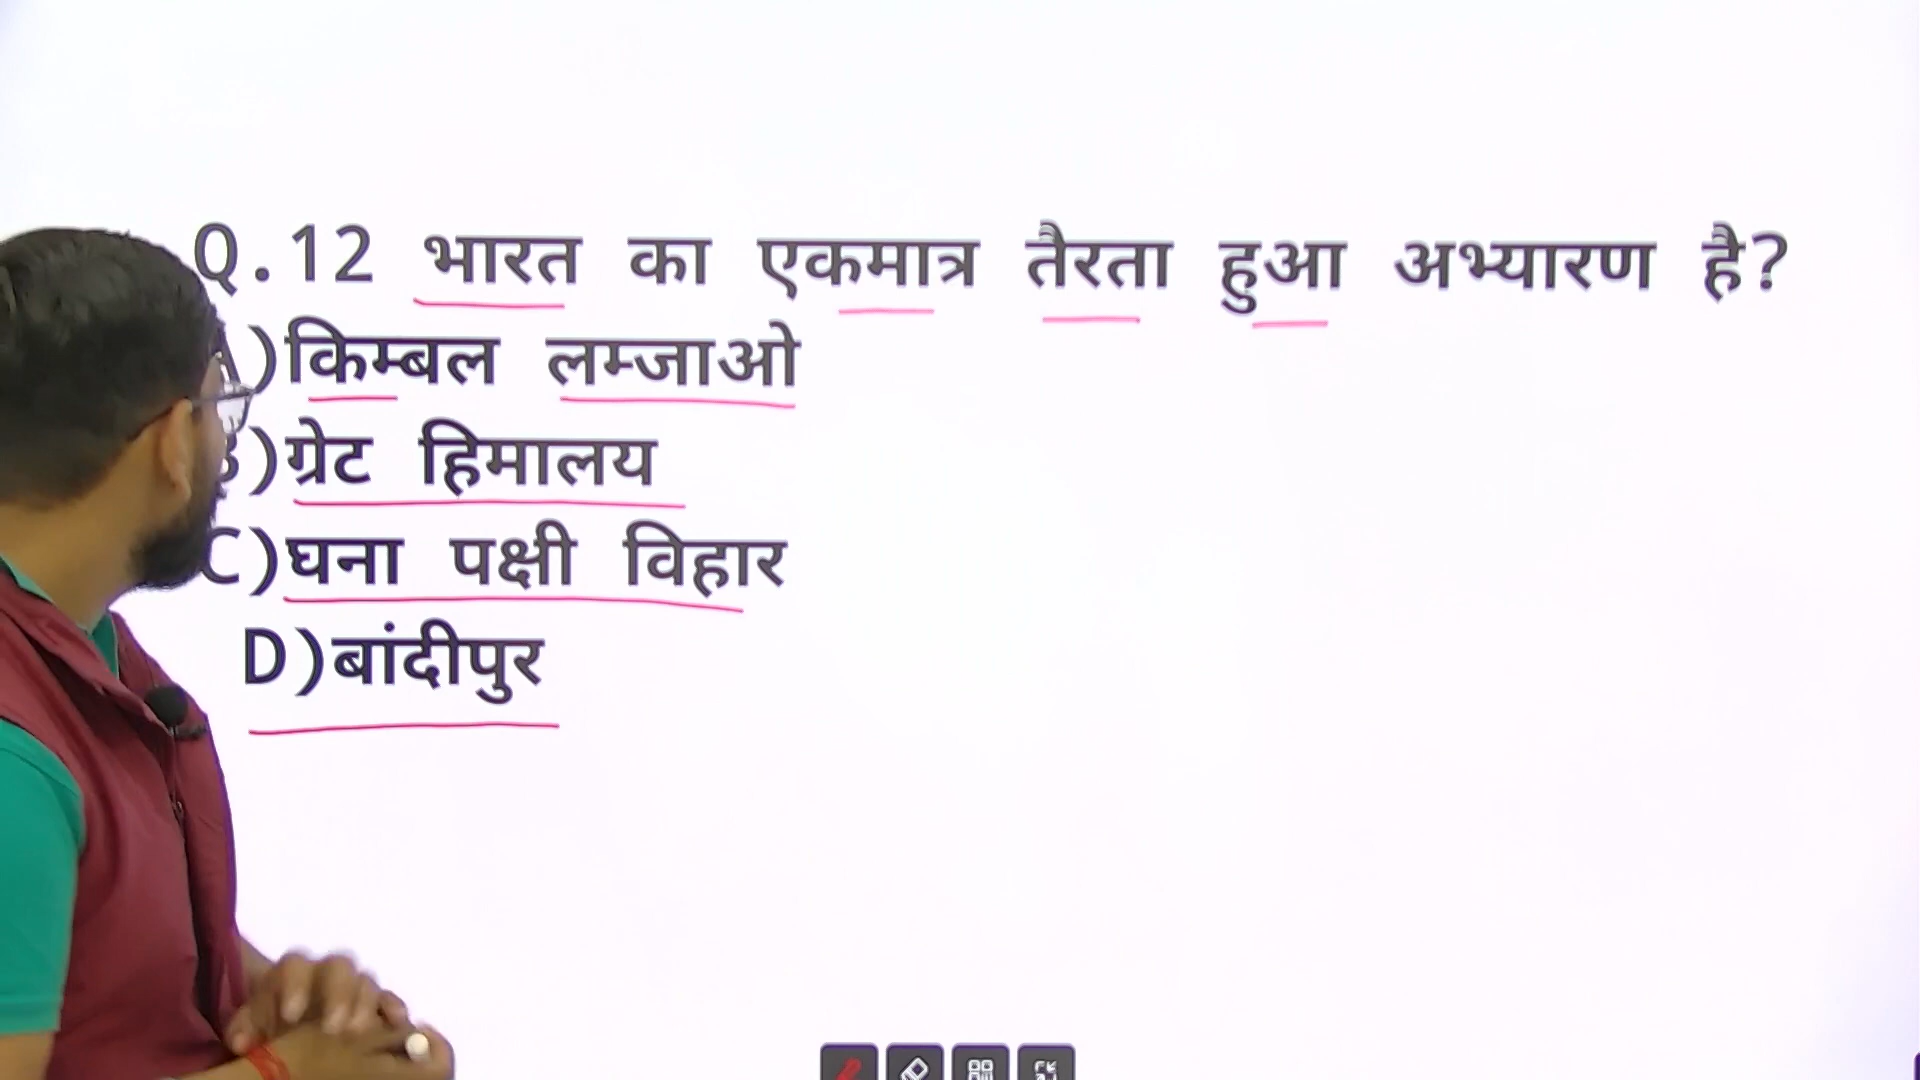 Q.12 भारत का एकमात्र तैरता हुआ अभ्यारण है?
A)किम्बल लम्जाओ
B)ग्रेट हिमालय
C)घना पक्षी विहार
D)बांदीपुर